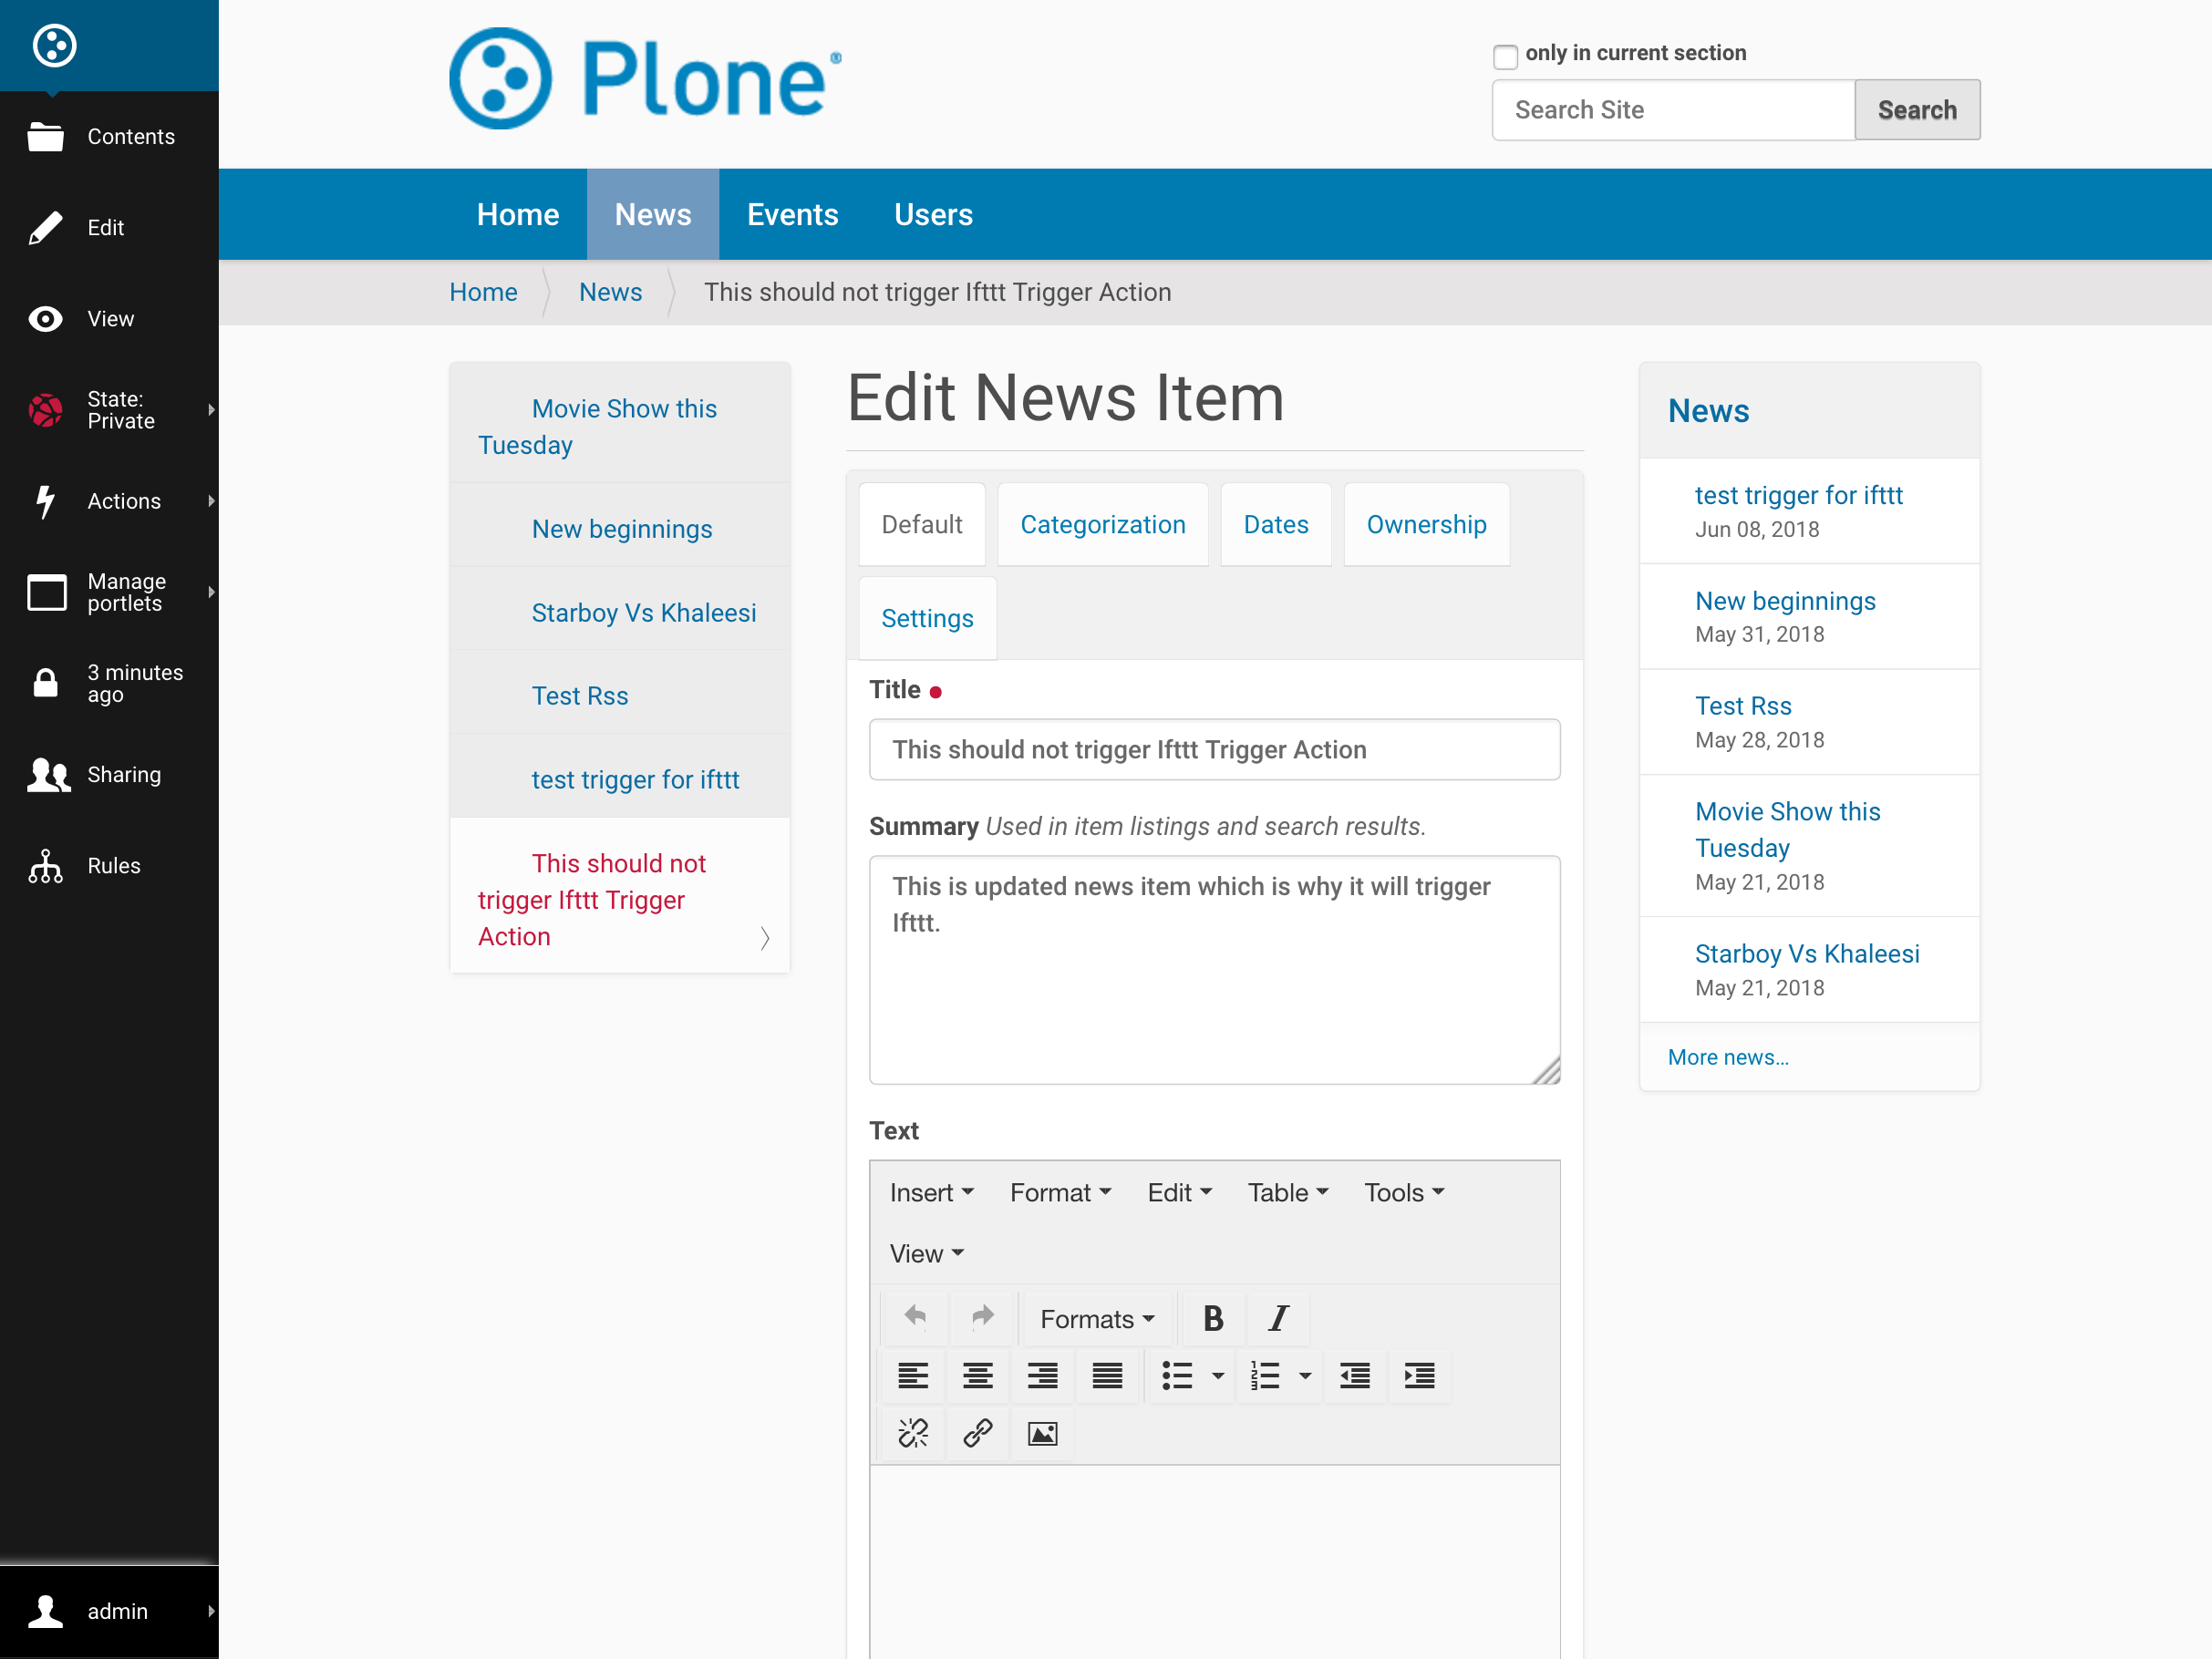 Contents
Edit
View
State:
Private
Actions
Manage
portlets
3 minutes
ago
Sharing
Rules
admin
Plone®
only in current section
Search Site
Search
Home
News
Events
Users
Home
News
This should not trigger Ifttt Trigger Action
Movie Show this
Tuesday
New beginnings
Starboy Vs Khaleesi
Test Rss
test trigger for ifttt
This should not
trigger Ifttt Trigger
Action
Edit News Item
Default
Categorization
Dates
Ownership
Settings
Title
This should not trigger Ifttt Trigger Action
Summary Used in item listings and search results.
This is updated news item which is why it will trigger
Ifttt.
Text
Insert
Format
Edit
Table
Tools
View
Formats
B
I
News
test trigger for ifttt
Jun 08, 2018
New beginnings
May 31, 2018
Test Rss
May 28, 2018
Movie Show this
Tuesday
May 21, 2018
Starboy Vs Khaleesi
May 21, 2018
More news...